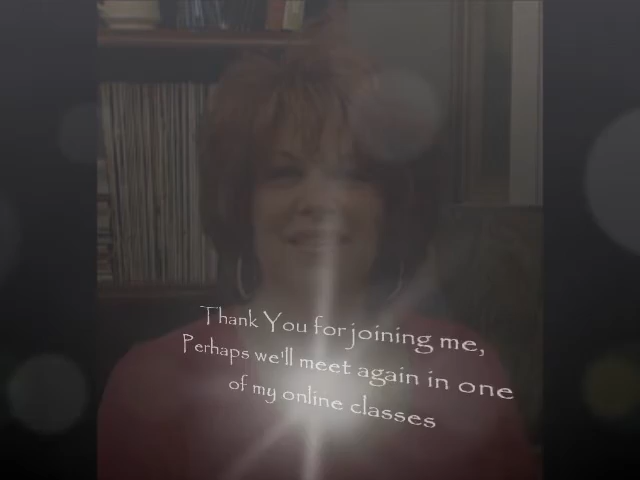 Thank You for joining me,
Perhaps we'll meet again in one
of my online classes